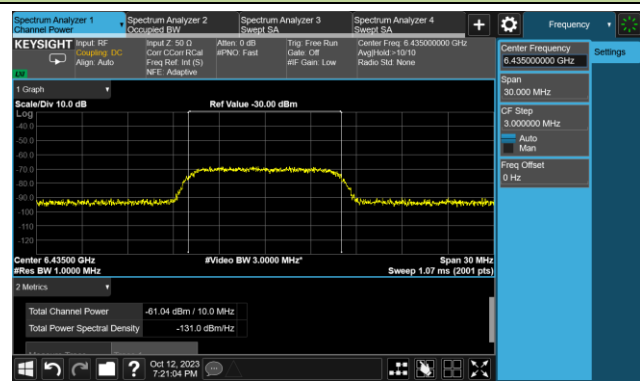 Spectrum Analyzer 1
Channel Power
Spectrum Analyzer 2
Occupied BW
Spectrum Analyzer 3
Swept SA
Spectrum Analyzer 4
Swept SA
Frequency
KEYSIGHT
Input: RF
Coupling: DC
Align: Auto
Input Z: 50 Ω
Corr CCorr RCal
Freq Ref: Int (S)
NFE: Adaptive
Atten: 0 dB
#PNO: Fast
Trig: Free Run
Gate: Off
#IF Gain: Low
Center Freq: 6.435000000 GHz
Avg|Hold:>10/10
Radio Std: None
1 Graph
Scale/Div 10.0 dB
Ref Value -30.00 dBm
Log
-40.0
-50.0
-60.0
-70.0
-80.0
-90.0
-100
-110
-120
Center 6.43500 GHz
#Video BW 3.0000 MHz*
Span 30 MHz
#Res BW 1.0000 MHz
Sweep 1.07 ms (2001 pts)
2 Metrics
Total Channel Power
-61.04 dBm / 10.0 MHz
Total Power Spectral Density
-131.0 dBm/Hz
Oct 12, 2023
7:21:04 PM
Center Frequency
6.435000000 GHz
Settings
Span
30.000 MHz
CF Step
3.000000 MHz
Auto
Man
Freq Offset
0 Hz